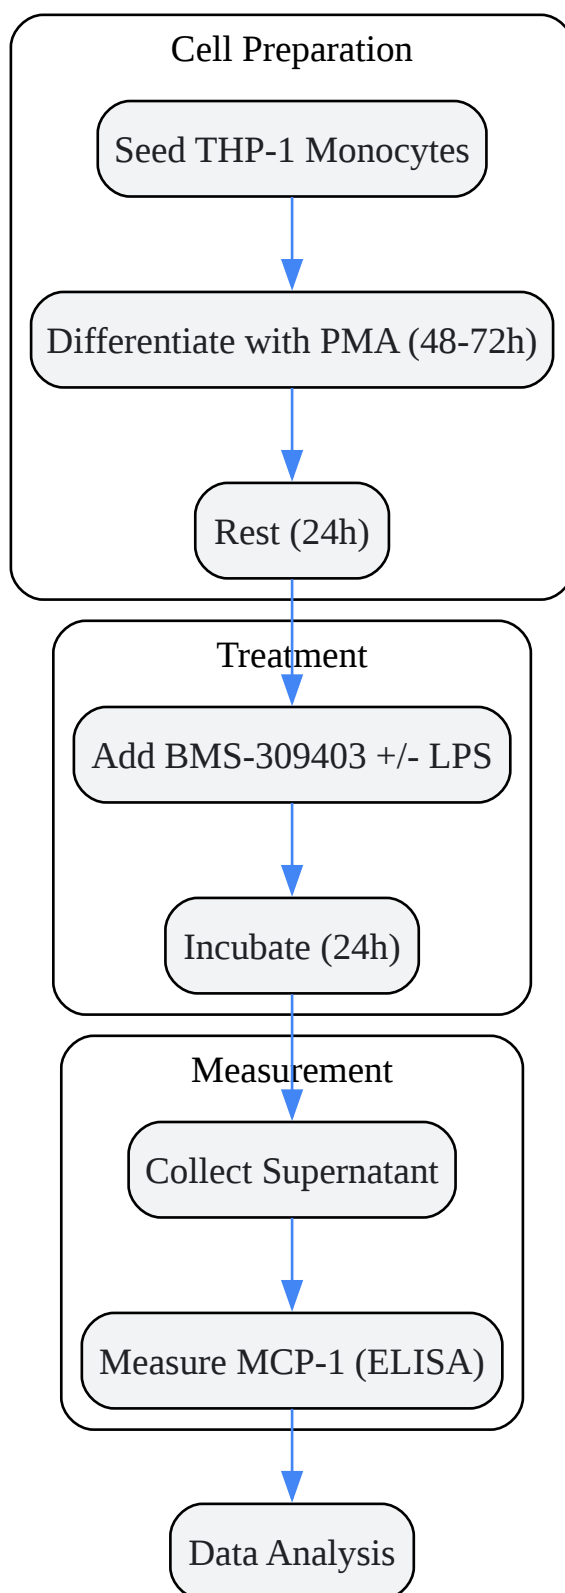 Cell Preparation
Seed THP-1 Monocytes
Differentiate with PMA (48-72h)
Rest (24h)
Treatment
Add BMS-309403 +/- LPS
Incubate (24h)
Measurement
Collect Supernatant
Measure MCP-1 (ELISA)
Data Analysis